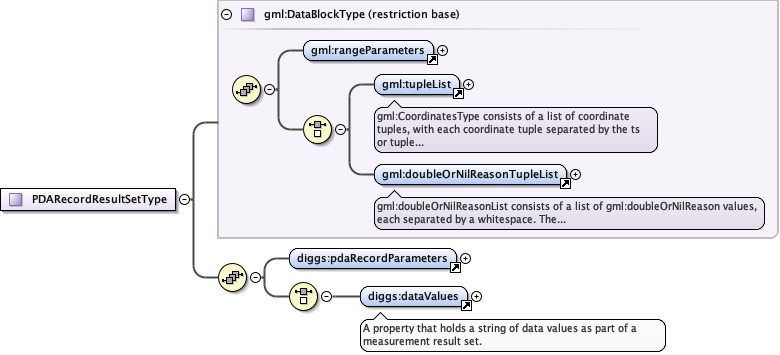 gml:DataBlockType (restriction base)
gml:rangeParameters
gml:tupleList
gml:CoordinatesType consists of a list of coordinate
tuples, with each coordinate tuple separated by the ts
or tuple...
gml:doubleOrNilReasonTupleList
gml:doubleOrNilReasonList consists of a list of gml:doubleOrNilReason values,
each separated by a whitespace. The...
PDARecordResultSetType
diggs:pdaRecordParameters
diggs:dataValues
A property that holds a string of data values as part of a
measurement result set.